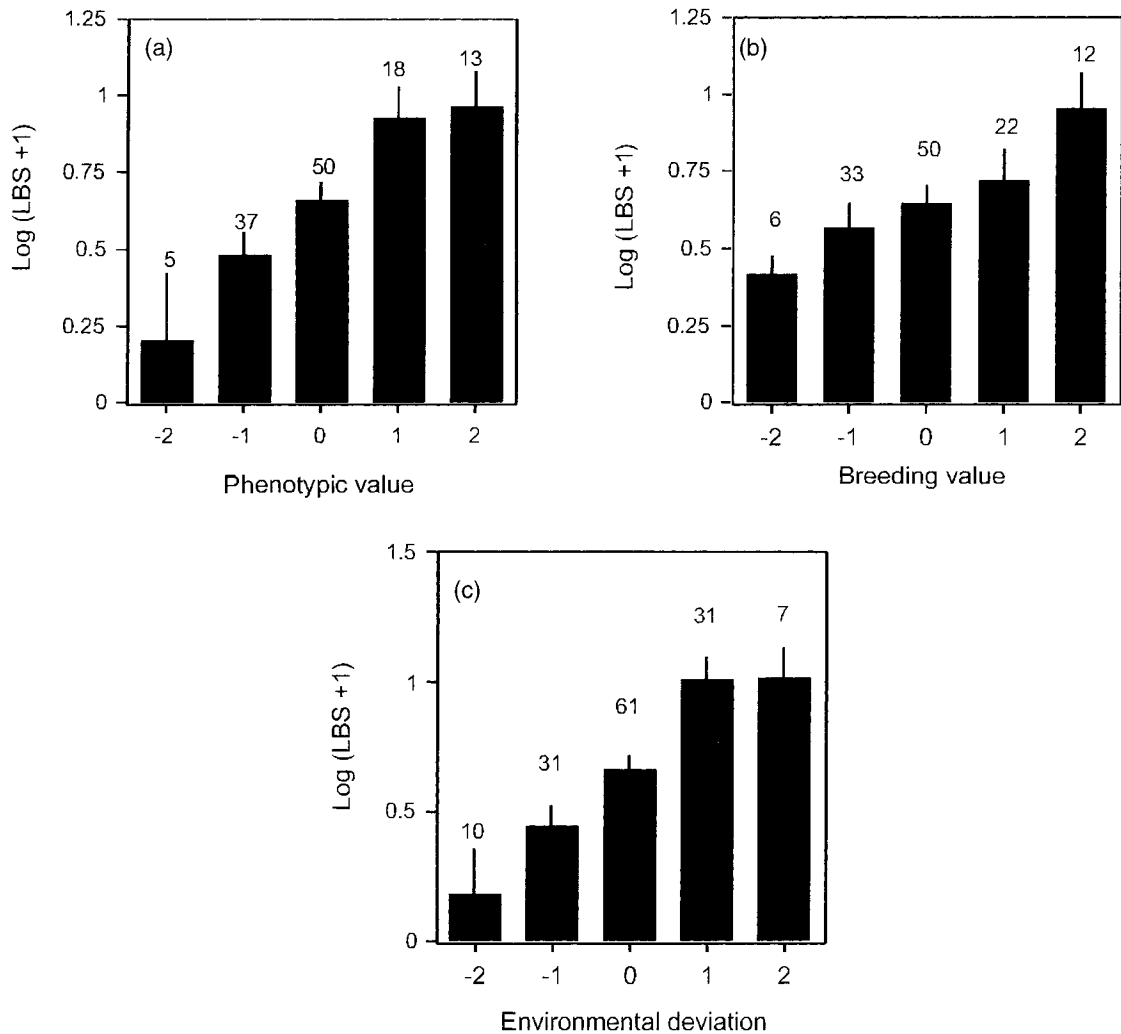 (a)
Log (LBS +1)
1.25
1
0.75
0.5
0.25
0
5
37
50
18
13
-2 -1 0 1 2
Phenotypic value
(b)
Log (LBS +1)
1.25
1
0.75
0.5
0.25
0
6
33
50
22
12
-2 -1 0 1 2
Breeding value
(c)
Log (LBS +1)
1.5
1
0.5
0
10
31
61
31
7
-2 -1 0 1 2
Environmental deviation